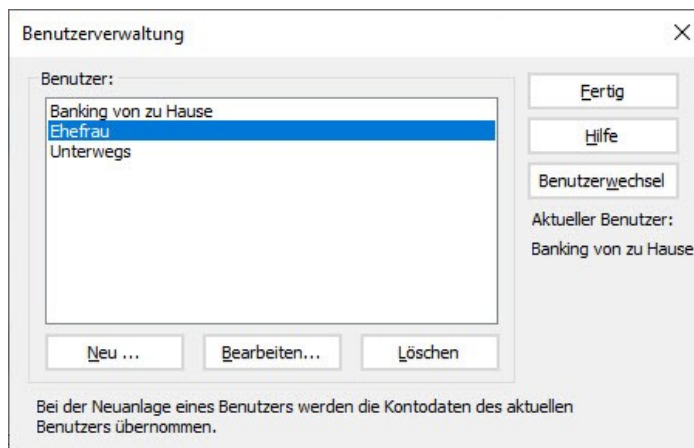 Benutzerverwaltung
Benutzer:
Banking von zu Hause
Ehefrau
Unterwegs
Neu ...
Bearbeiten...
Löschen
Fertig
Hilfe
Benutzerwechsel
Aktueller Benutzer:
Banking von zu Hause
Bei der Neuanlage eines Benutzers werden die Kontodaten des aktuellen
Benutzers übernommen.